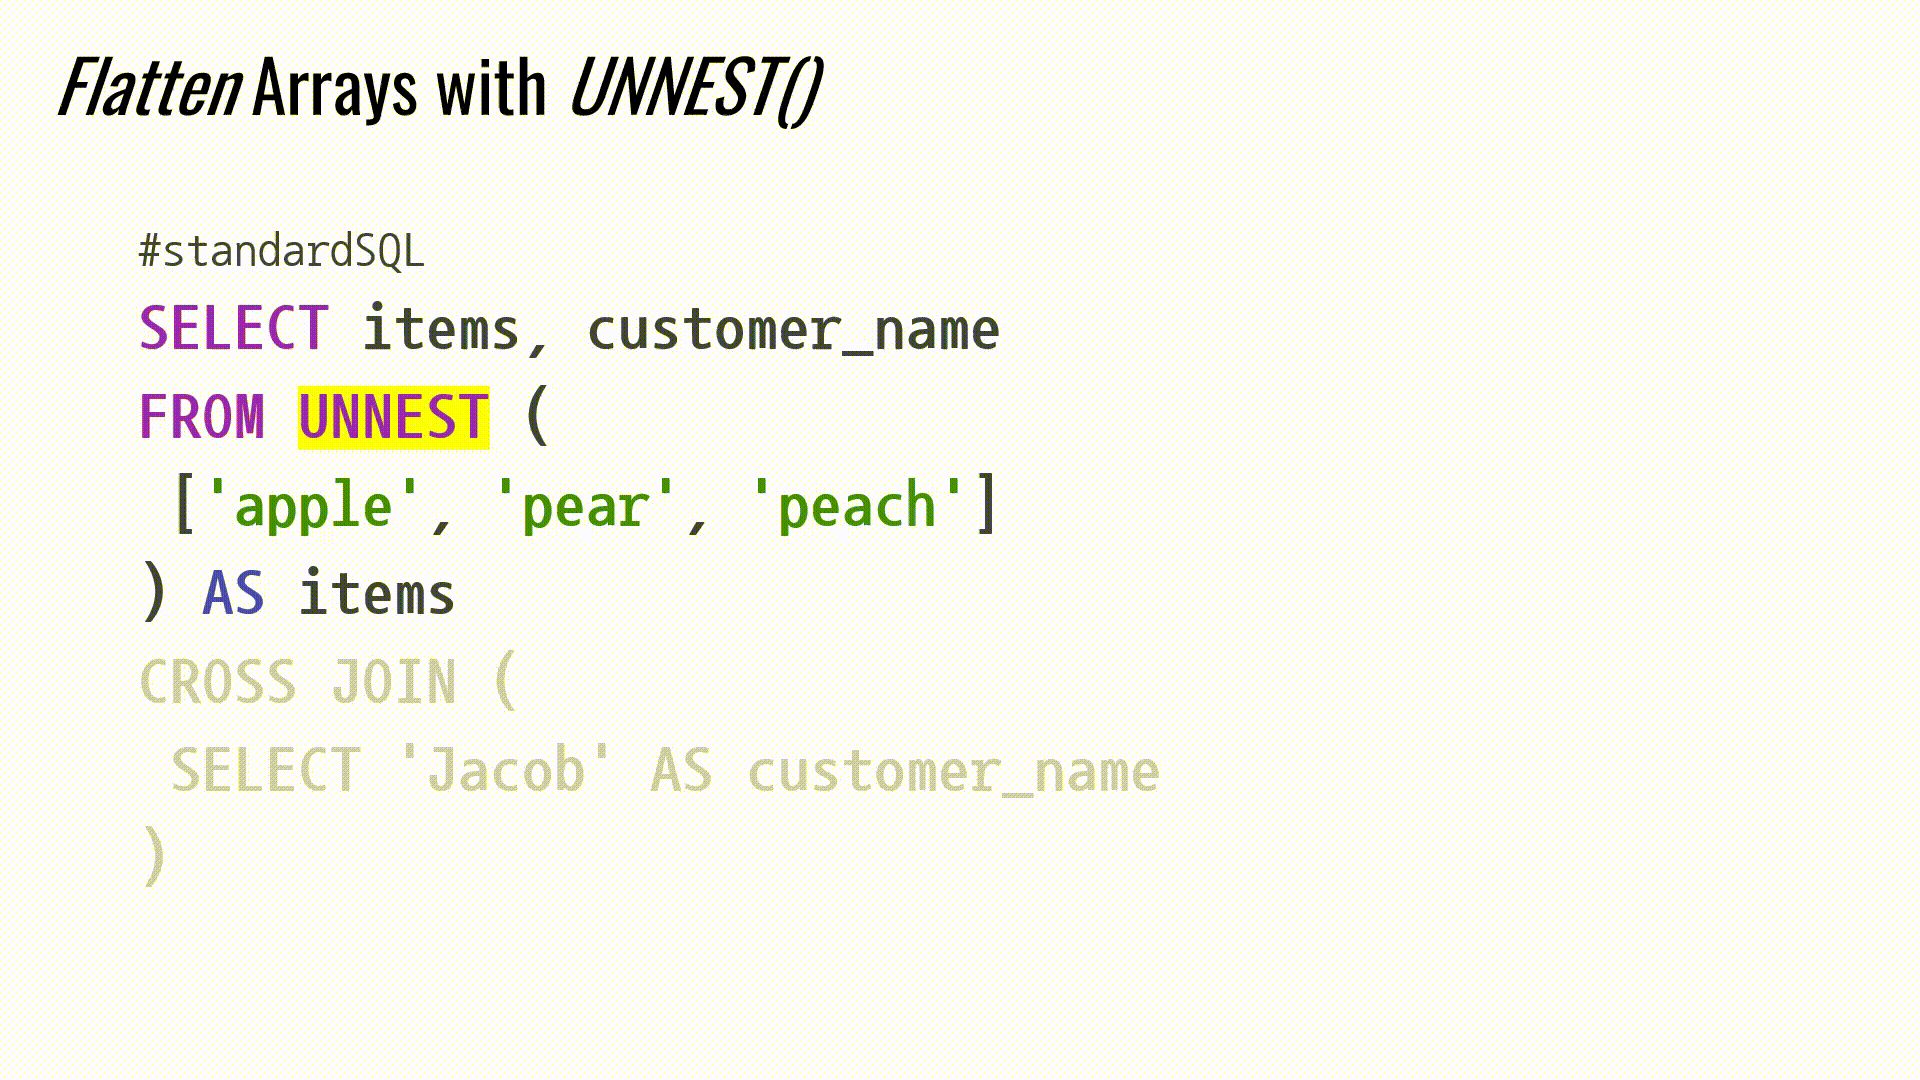 Flatten Arrays with UNNEST()
#standardSQL
SELECT items, customer_name
FROM UNNEST (
['apple', 'pear', 'peach']
) AS items
CROSS JOIN (
SELECT 'Jacob' AS customer_name
)